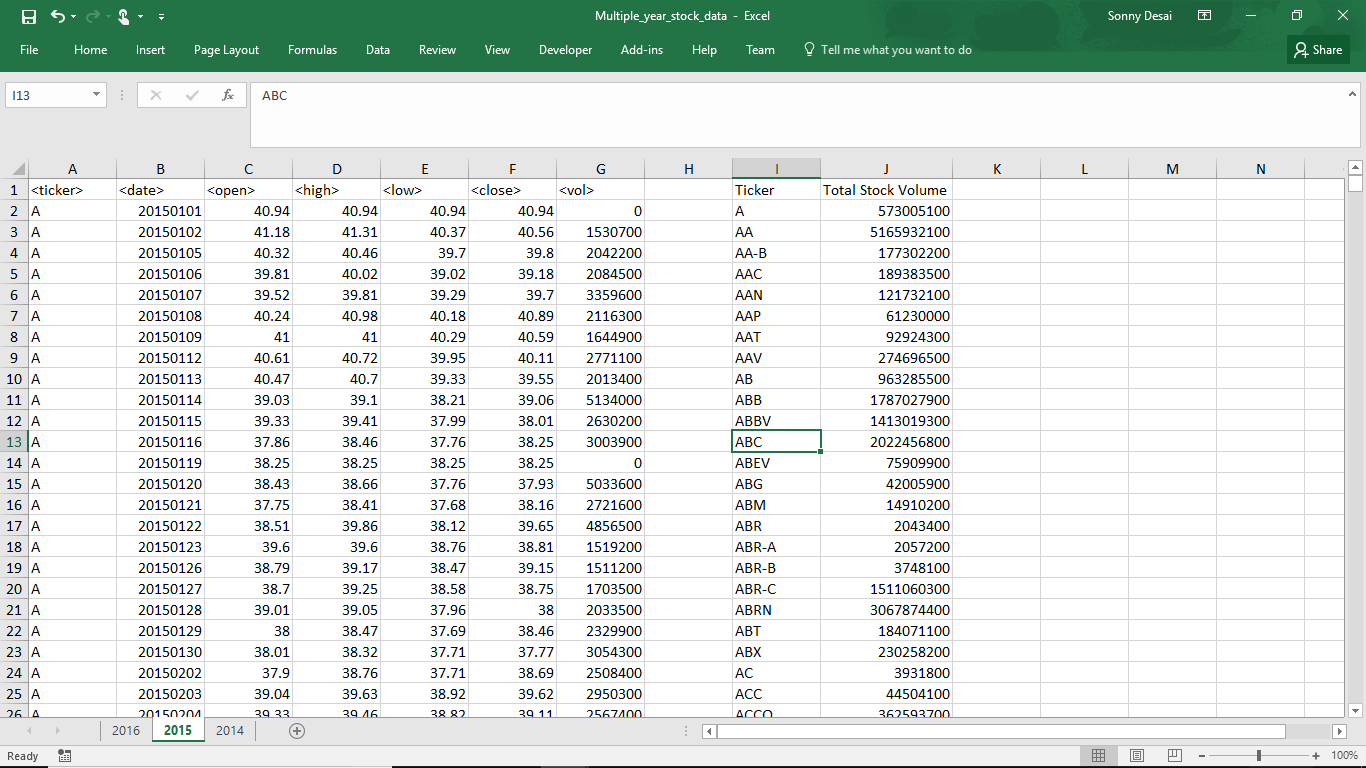 Multiple_year_stock_data - Excel Sonny Desai
File Home Insert Page Layout Formulas Data Review View Developer Add-ins Help Team Tell me what you want to do Share
I13 fx ABC
A B C D E F G H I J K L M N
1 <ticker> <date> <open> <high> <low> <close> <vol> Ticker Total Stock Volume
2 A 20150101 40.94 40.94 40.94 40.94 0 A 573005100
3 A 20150102 41.18 41.31 40.37 40.56 1530700 AA 5165932100
4 A 20150105 40.32 40.46 39.7 39.8 2042200 AA-B 177302200
5 A 20150106 39.81 40.02 39.02 39.18 2084500 AAC 189383500
6 A 20150107 39.52 39.81 39.29 39.7 3359600 AAN 121732100
7 A 20150108 40.24 40.98 40.18 40.89 2116300 AAP 61230000
8 A 20150109 41 41 40.29 40.59 1644900 AAT 92924300
9 A 20150112 40.61 40.72 39.95 40.11 2771100 AAV 274696500
10 A 20150113 40.47 40.7 39.33 39.55 2013400 AB 963285500
11 A 20150114 39.03 39.1 38.21 39.06 5134000 ABB 1787027900
12 A 20150115 39.33 39.41 37.99 38.01 2630200 ABBV 1413019300
13 A 20150116 37.86 38.46 37.76 38.25 3003900 ABC 2022456800
14 A 20150119 38.25 38.25 38.25 38.25 0 ABEV 75909900
15 A 20150120 38.43 38.66 37.76 37.93 5033600 ABG 42005900
16 A 20150121 37.75 38.41 37.68 38.16 2721600 ABM 14910200
17 A 20150122 38.51 39.86 38.12 39.65 4856500 ABR 2043400
18 A 20150123 39.6 39.6 38.76 38.81 1519200 ABR-A 2057200
19 A 20150126 38.79 39.17 38.47 39.15 1511200 ABR-B 3748100
20 A 20150127 38.7 39.25 38.58 38.75 1703500 ABR-C 1511060300
21 A 20150128 39.01 39.05 37.96 38 2033500 ABRN 3067874400
22 A 20150129 38 38.47 37.69 38.46 2329900 ABT 184071100
23 A 20150130 38.01 38.32 37.71 37.77 3054300 ABX 230258200
24 A 20150202 37.9 38.76 37.71 38.69 2508400 AC 3931800
25 A 20150203 39.04 39.63 38.92 39.62 2950300 ACC 44504100
26 A 20150204 39.33 39.46 38.82 39.11 2567400 ACCO 362593700
2016 2015 2014
Ready 100%